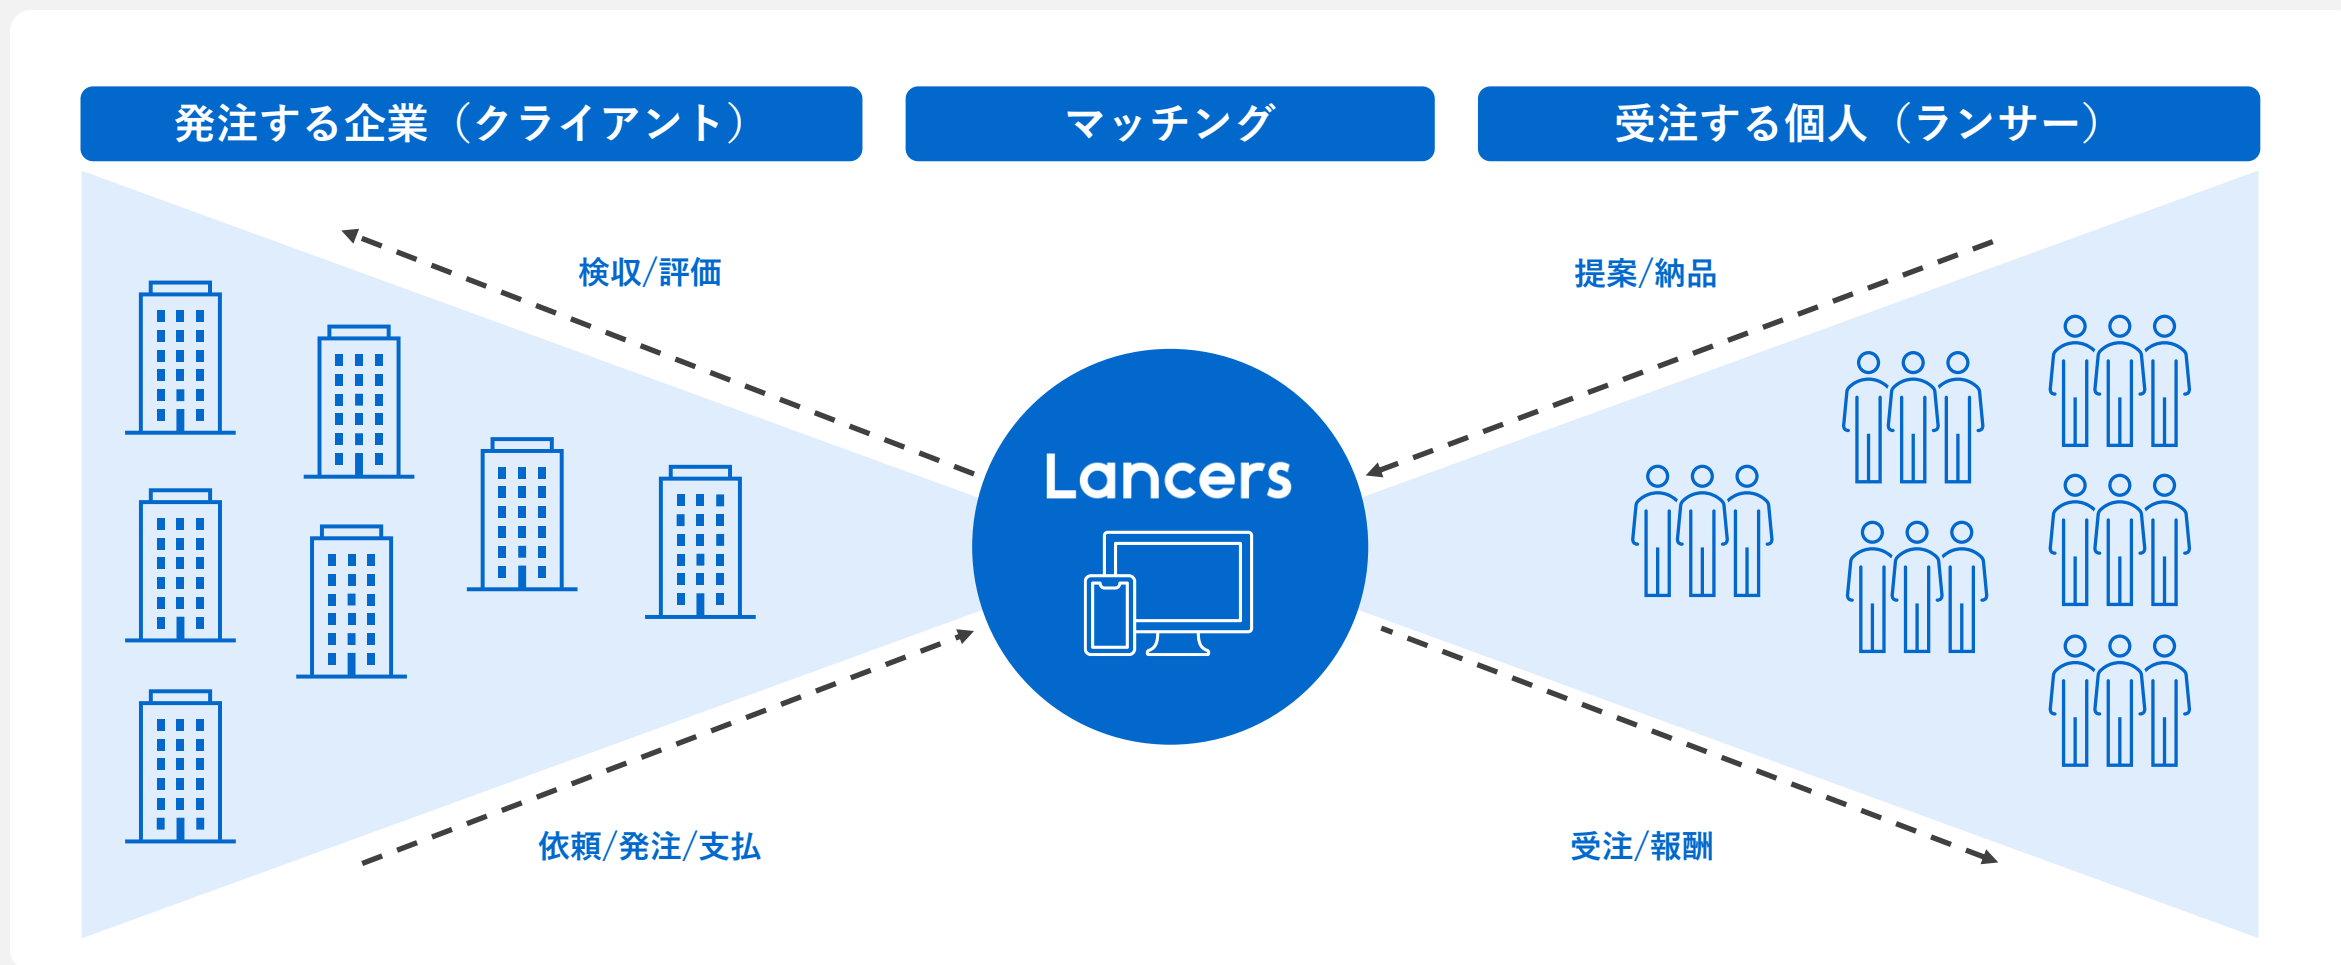 発注する企業（クライアント）
マッチング
受注する個人（ランサー）
検収/評価
提案/納品
Lancers
依頼/発注/支払
受注/報酬